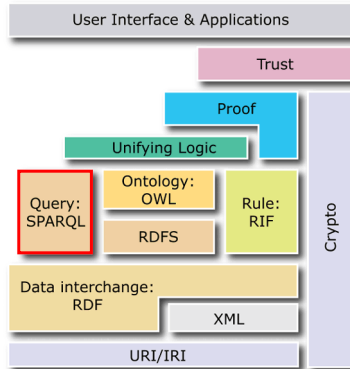 User Interface & Applications
Trust
Proof
Unifying Logic
Query:
SPARQL
Ontology:
OWL
RDFS
Rule:
RIF
Crypto
Data interchange:
RDF
XML
URI/IRI